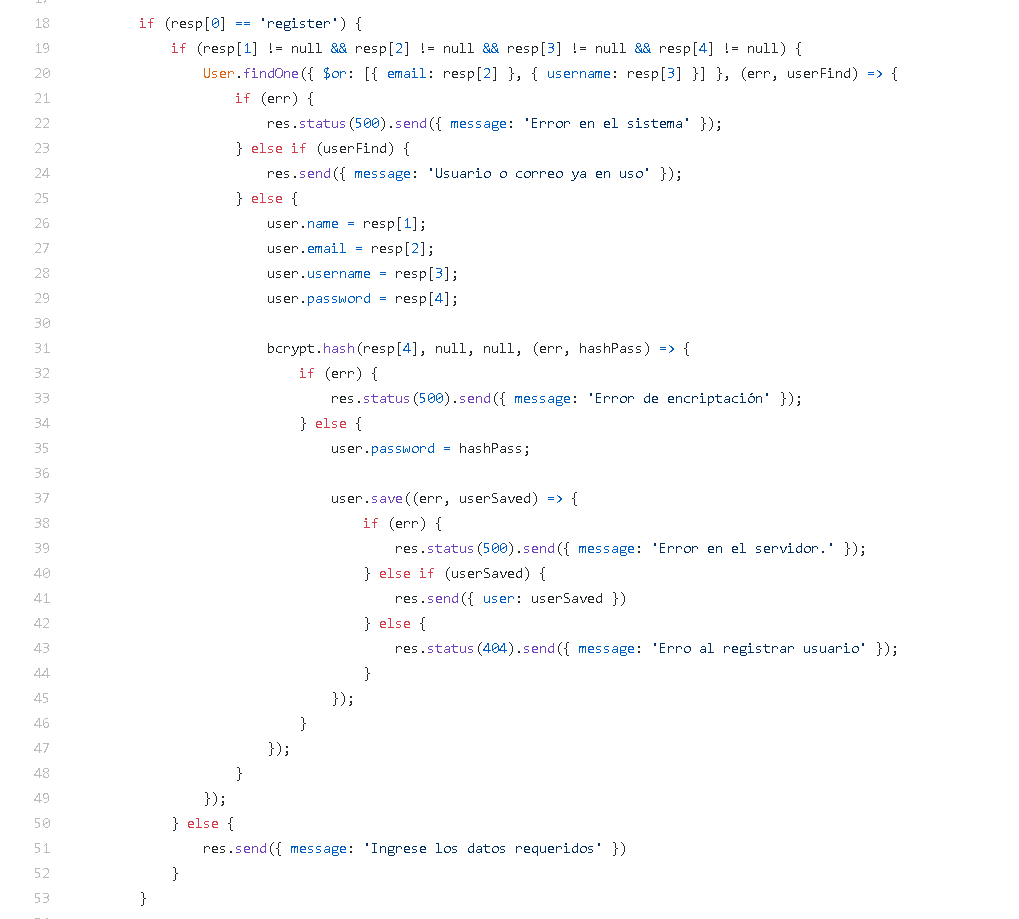 18 if (resp[0] == 'register') {
19 if (resp[1] != null && resp[2] != null && resp[3] != null && resp[4] != null) {
20 User.findOne({ $or: [{ email: resp[2] }, { username: resp[3] }] }, (err, userFind) => {
21 if (err) {
22 res.status(500).send({ message: 'Error en el sistema' });
23 } else if (userFind) {
24 res.send({ message: 'Usuario o correo ya en uso' });
25 } else {
26 user.name = resp[1];
27 user.email = resp[2];
28 user.username = resp[3];
29 user.password = resp[4];
30
31 bcrypt.hash(resp[4], null, null, (err, hashPass) => {
32 if (err) {
33 res.status(500).send({ message: 'Error de encriptación' });
34 } else {
35 user.password = hashPass;
36
37 user.save((err, userSaved) => {
38 if (err) {
39 res.status(500).send({ message: 'Error en el servidor.' });
40 } else if (userSaved) {
41 res.send({ user: userSaved })
42 } else {
43 res.status(404).send({ message: 'Erro al registrar usuario' });
44 }
45 });
46 }
47 });
48 }
49 });
50 } else {
51 res.send({ message: 'Ingrese los datos requeridos' })
52 }
53 }